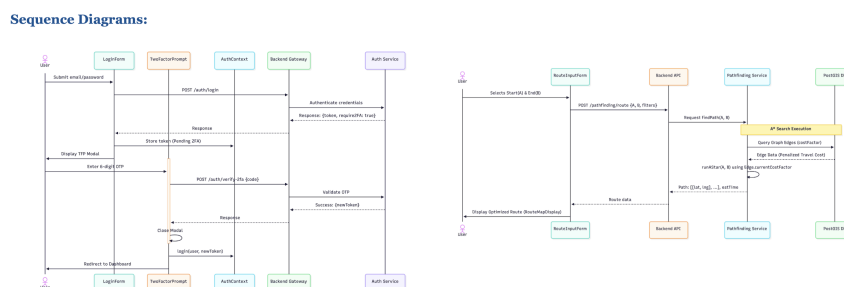 Sequence Diagrams:
User
LoginForm
TwoFactorPrompt
AuthContext
Backend Gateway
Auth Service
Submit email/password
POST /auth/login
Authenticate credentials
Response: {token, require2FA: true}
Response
Store token (Pending 2FA)
Display TFP Modal
Enter 6-digit OTP
POST /auth/verify-2fa {code}
Validate OTP
Success: {newToken}
Response
Close Modal
login(user, newToken)
Redirect to Dashboard
LoginForm
TwoFactorPrompt
AuthContext
Backend Gateway
Auth Service
User
RouteInputForm
Backend API
Pathfinding Service
PostGIS D
Selects Start(A) & End(B)
POST /pathfinding/route {A, B, filters}
Request findPath(A, B)
A* Search Execution
Query Graph Edges (costFactor)
Edge Data (Penalized Travel Cost)
runAStar(A, B) using Edge.currentCostFactor
Path: [[lat, lng], ...], estTime
Route data
Display Optimized Route (RouteMapDisplay)
User
RouteInputForm
Backend API
Pathfinding Service
PostGIS D